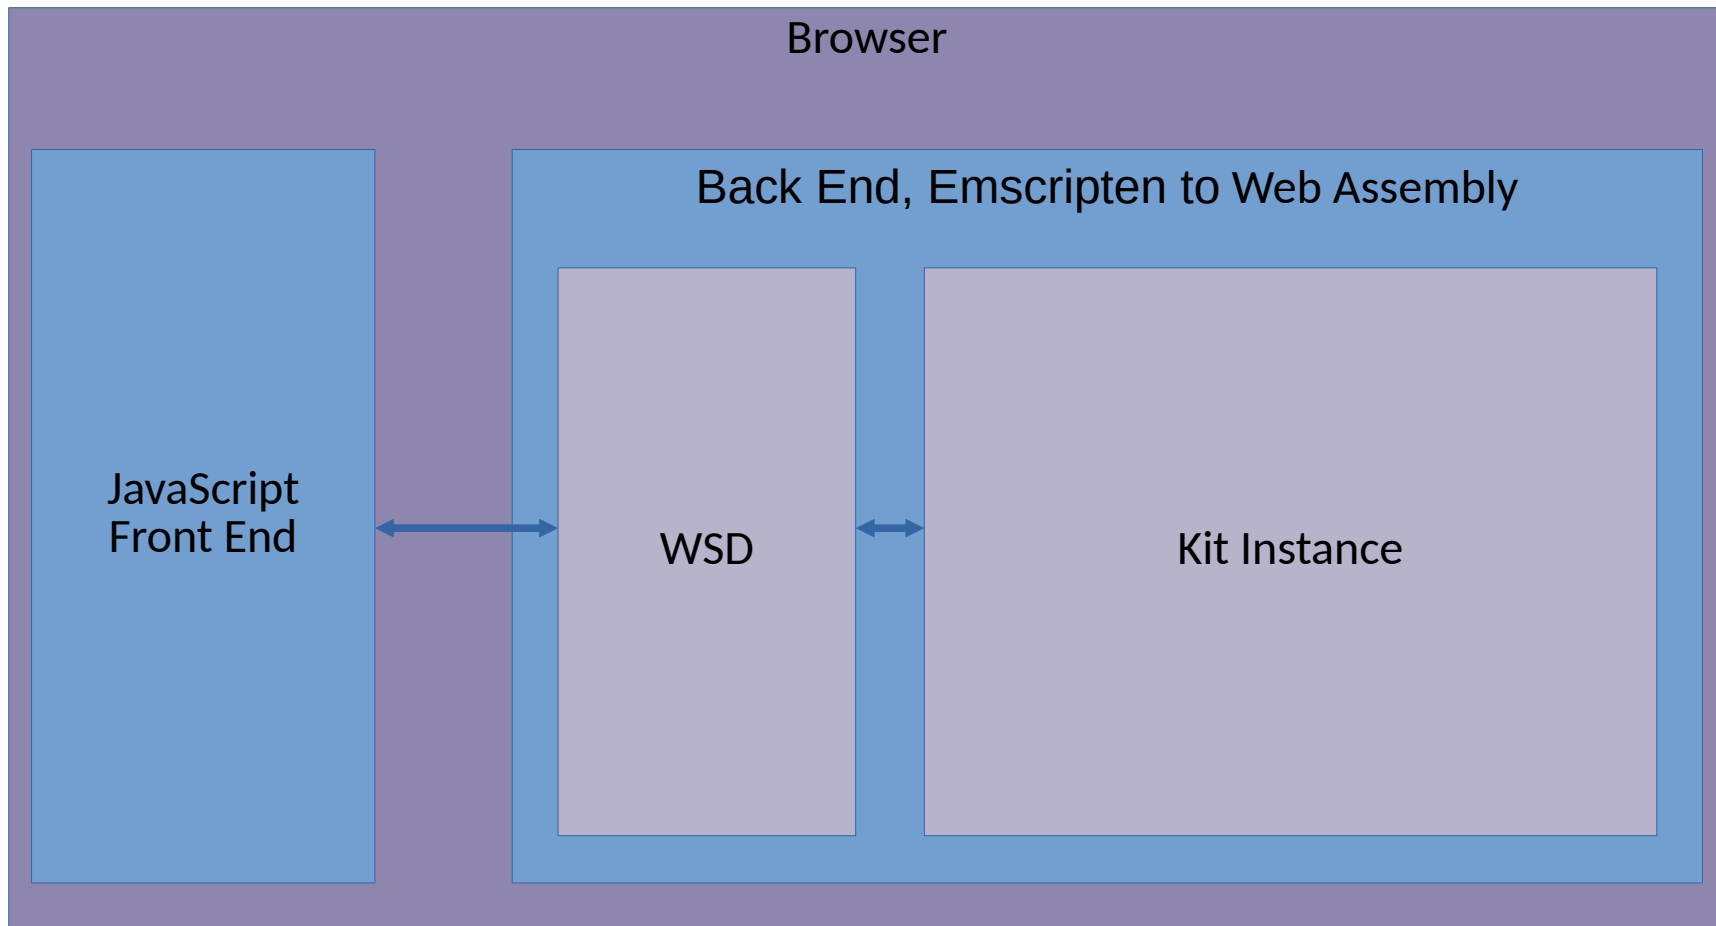 Browser
Back End, Emscripten to Web Assembly
JavaScript
Front End
WSD
Kit Instance